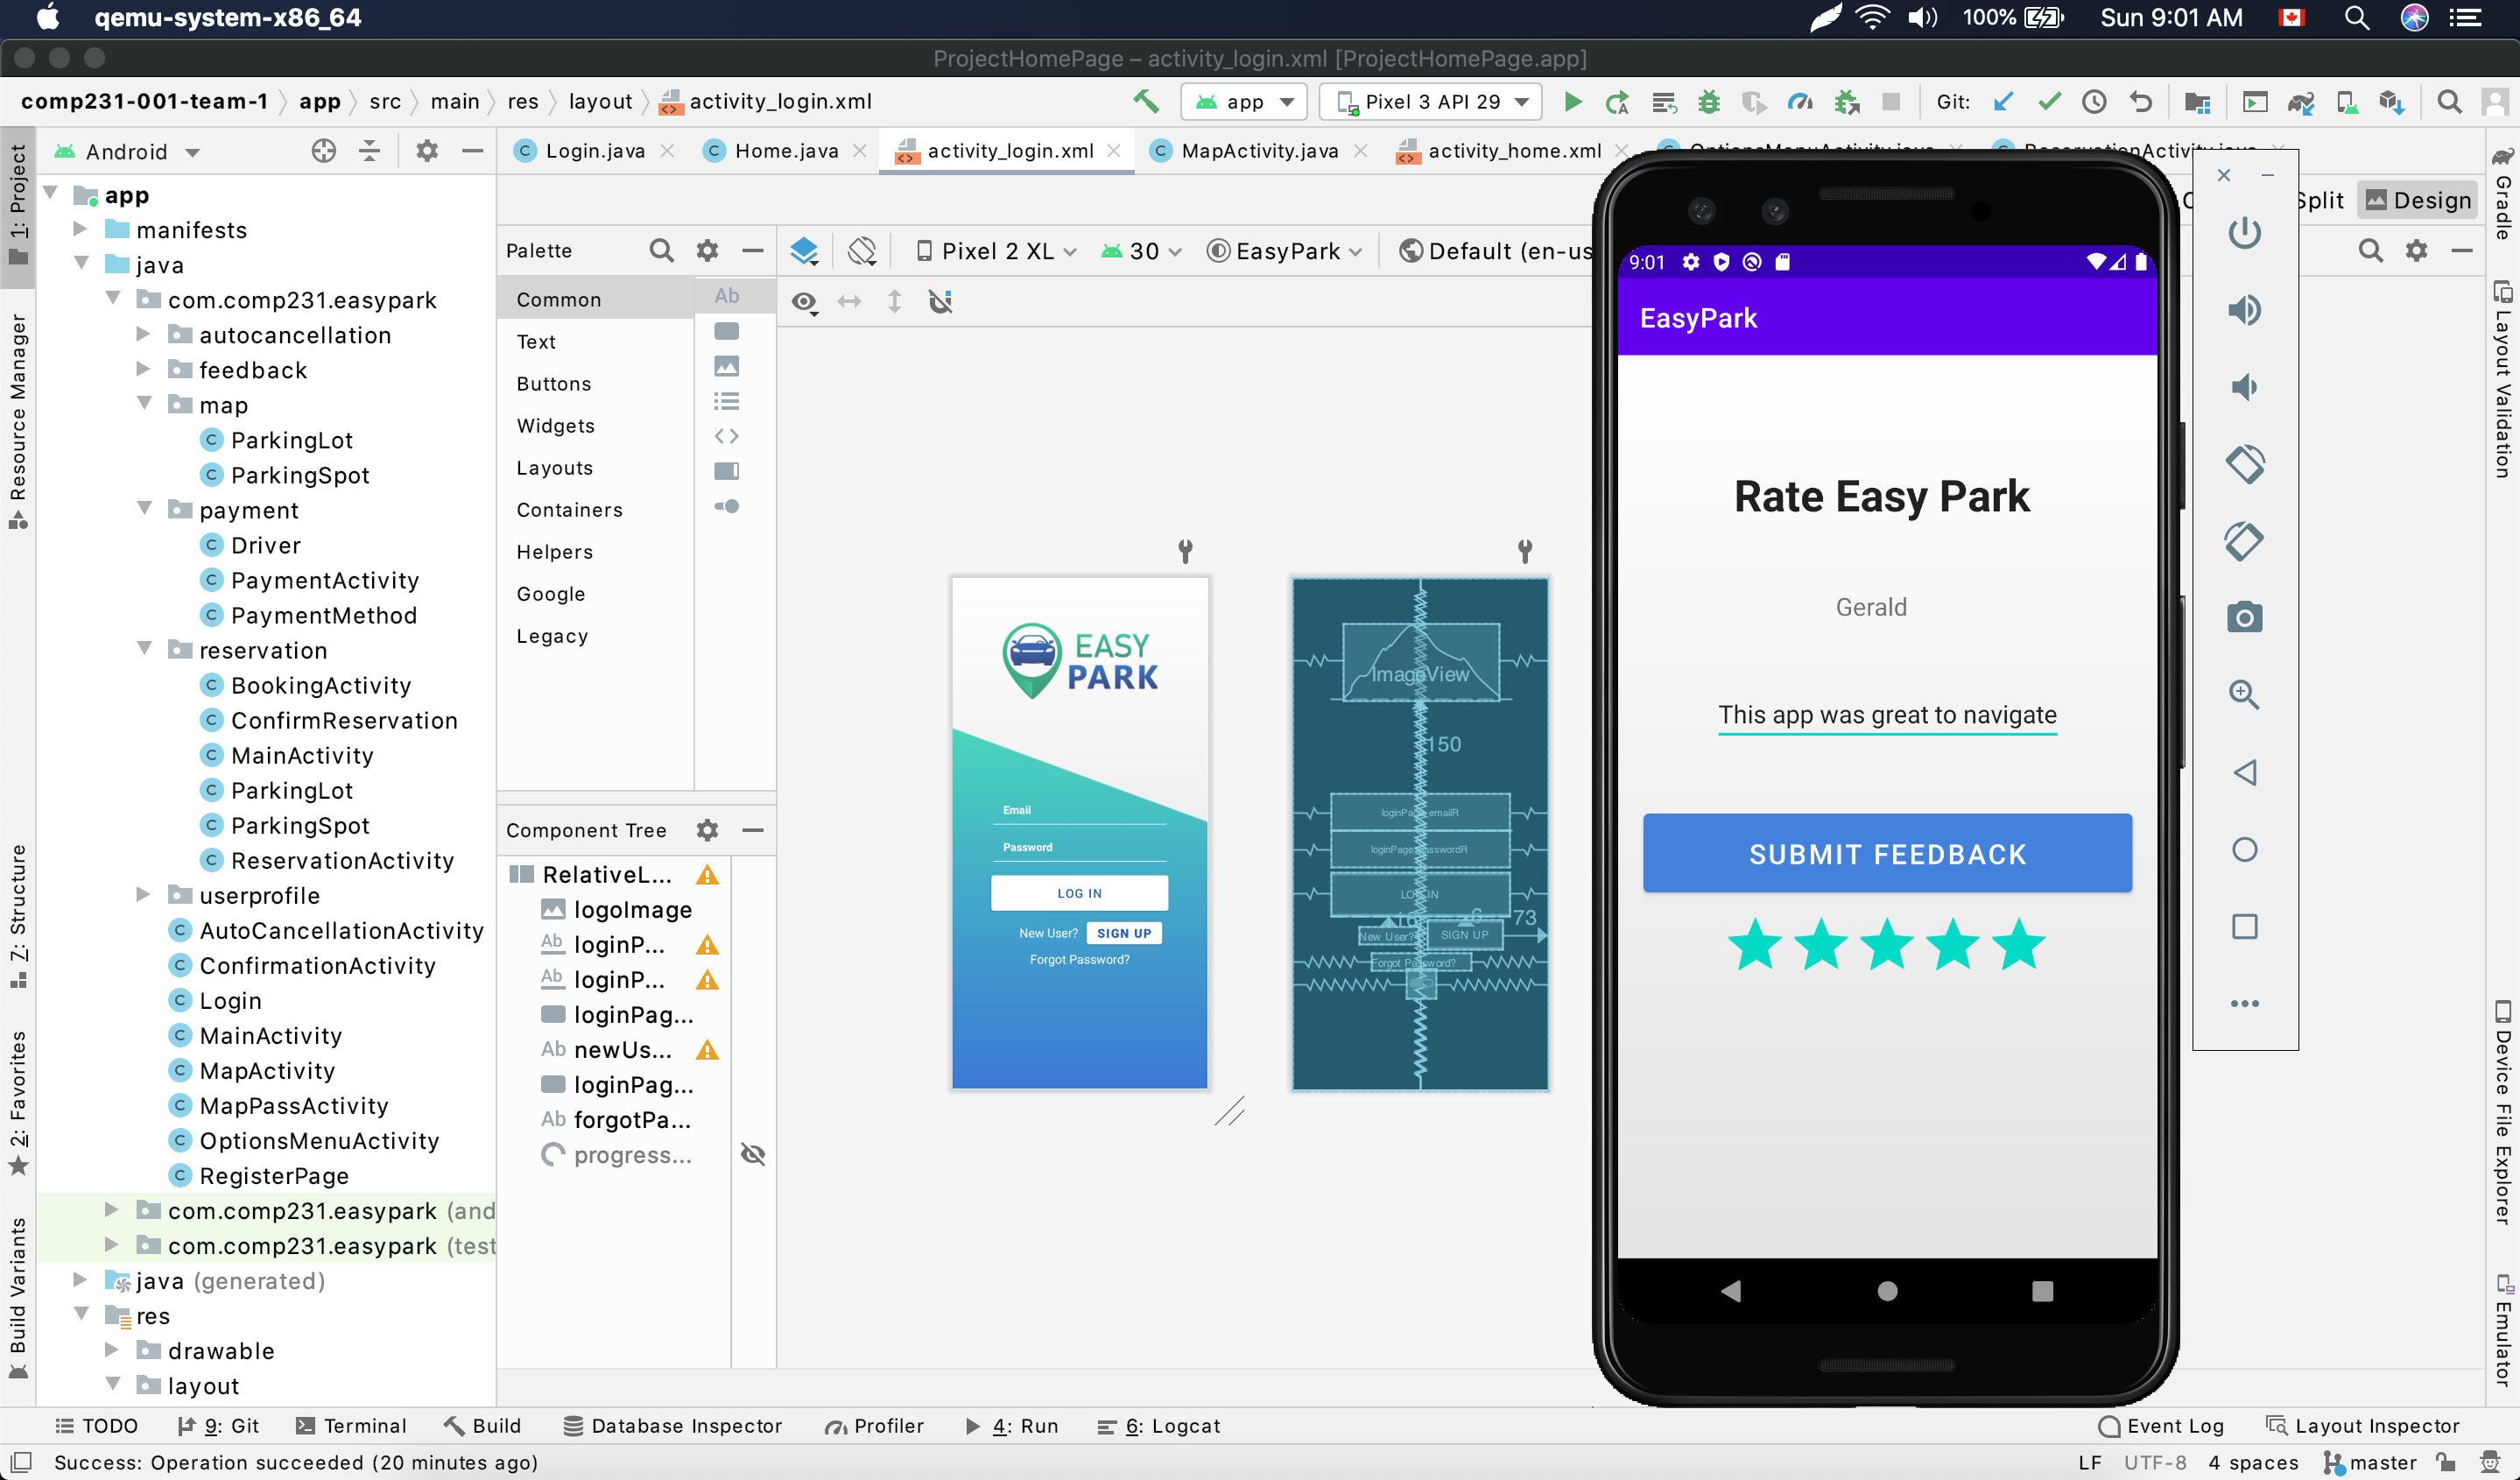 qemu-system-x86_64
100%
Sun 9:01 AM
ProjectHomePage – activity_login.xml [ProjectHomePage.app]
comp231-001-team-1
app
src
main
res
layout
activity_login.xml
app
Pixel 3 API 29
Git:
Android
Login.java
Home.java
activity_login.xml
MapActivity.java
activity_home.xml
OptionsMenuActivity.java
ReservationActivity.java
1: Project
Resource Manager
7: Structure
2: Favorites
Build Variants
app
manifests
java
com.comp231.easypark
autocancellation
feedback
map
ParkingLot
ParkingSpot
payment
Driver
PaymentActivity
PaymentMethod
reservation
BookingActivity
ConfirmReservation
MainActivity
ParkingLot
ParkingSpot
ReservationActivity
userprofile
AutoCancellationActivity
ConfirmationActivity
Login
MainActivity
MapActivity
MapPassActivity
OptionsMenuActivity
RegisterPage
com.comp231.easypark (and
com.comp231.easypark (test
java (generated)
res
drawable
layout
Palette
Common
Text
Buttons
Widgets
Layouts
Containers
Helpers
Google
Legacy
Ab
Component Tree
RelativeL...
logoImage
Ab loginP...
Ab loginP...
loginPag...
Ab newUs...
loginPag...
Ab forgotPa...
progress...
Pixel 2 XL
30
EasyPark
Default (en-us
Split
Design
EASY
PARK
Email
Password
LOG IN
New User?
SIGN UP
Forgot Password?
ImageView
150
LOG IN
73
New User?
SIGN UP
Forgot Password?
9:01
EasyPark
Rate Easy Park
Gerald
This app was great to navigate
SUBMIT FEEDBACK
Gradle
Layout Validation
Device File Explorer
Emulator
TODO
9: Git
Terminal
Build
Database Inspector
Profiler
4: Run
6: Logcat
Event Log
Layout Inspector
Success: Operation succeeded (20 minutes ago)
LF
UTF-8
4 spaces
master